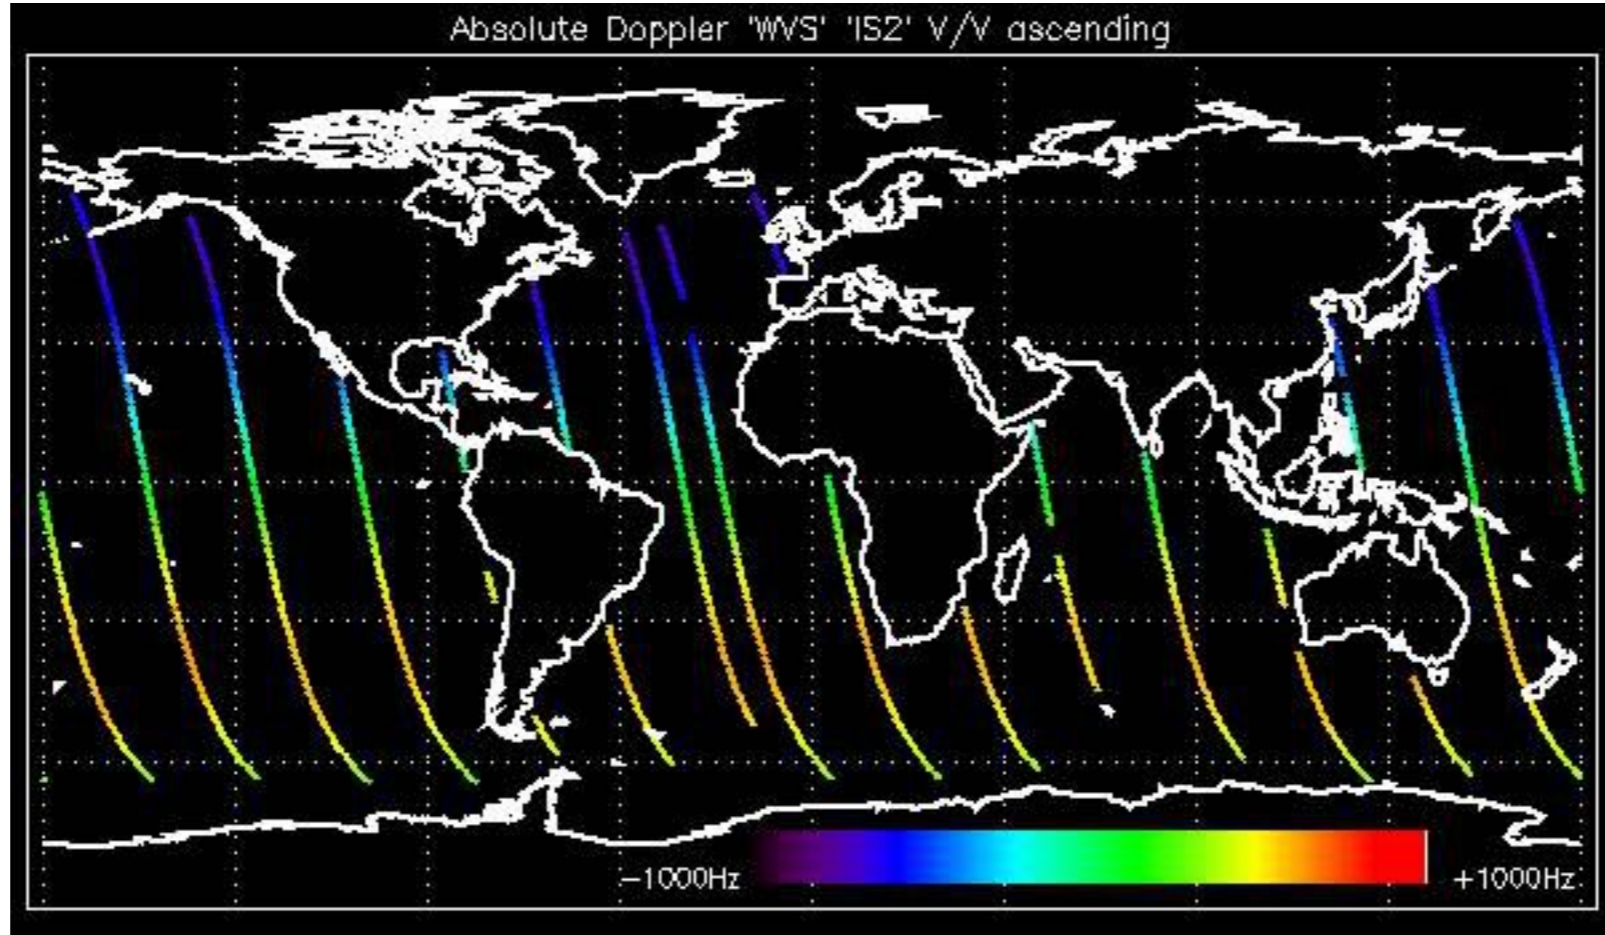 Absolute Doppler 'WVS' 'IS2' V/V ascending
−1000Hz +1000Hz